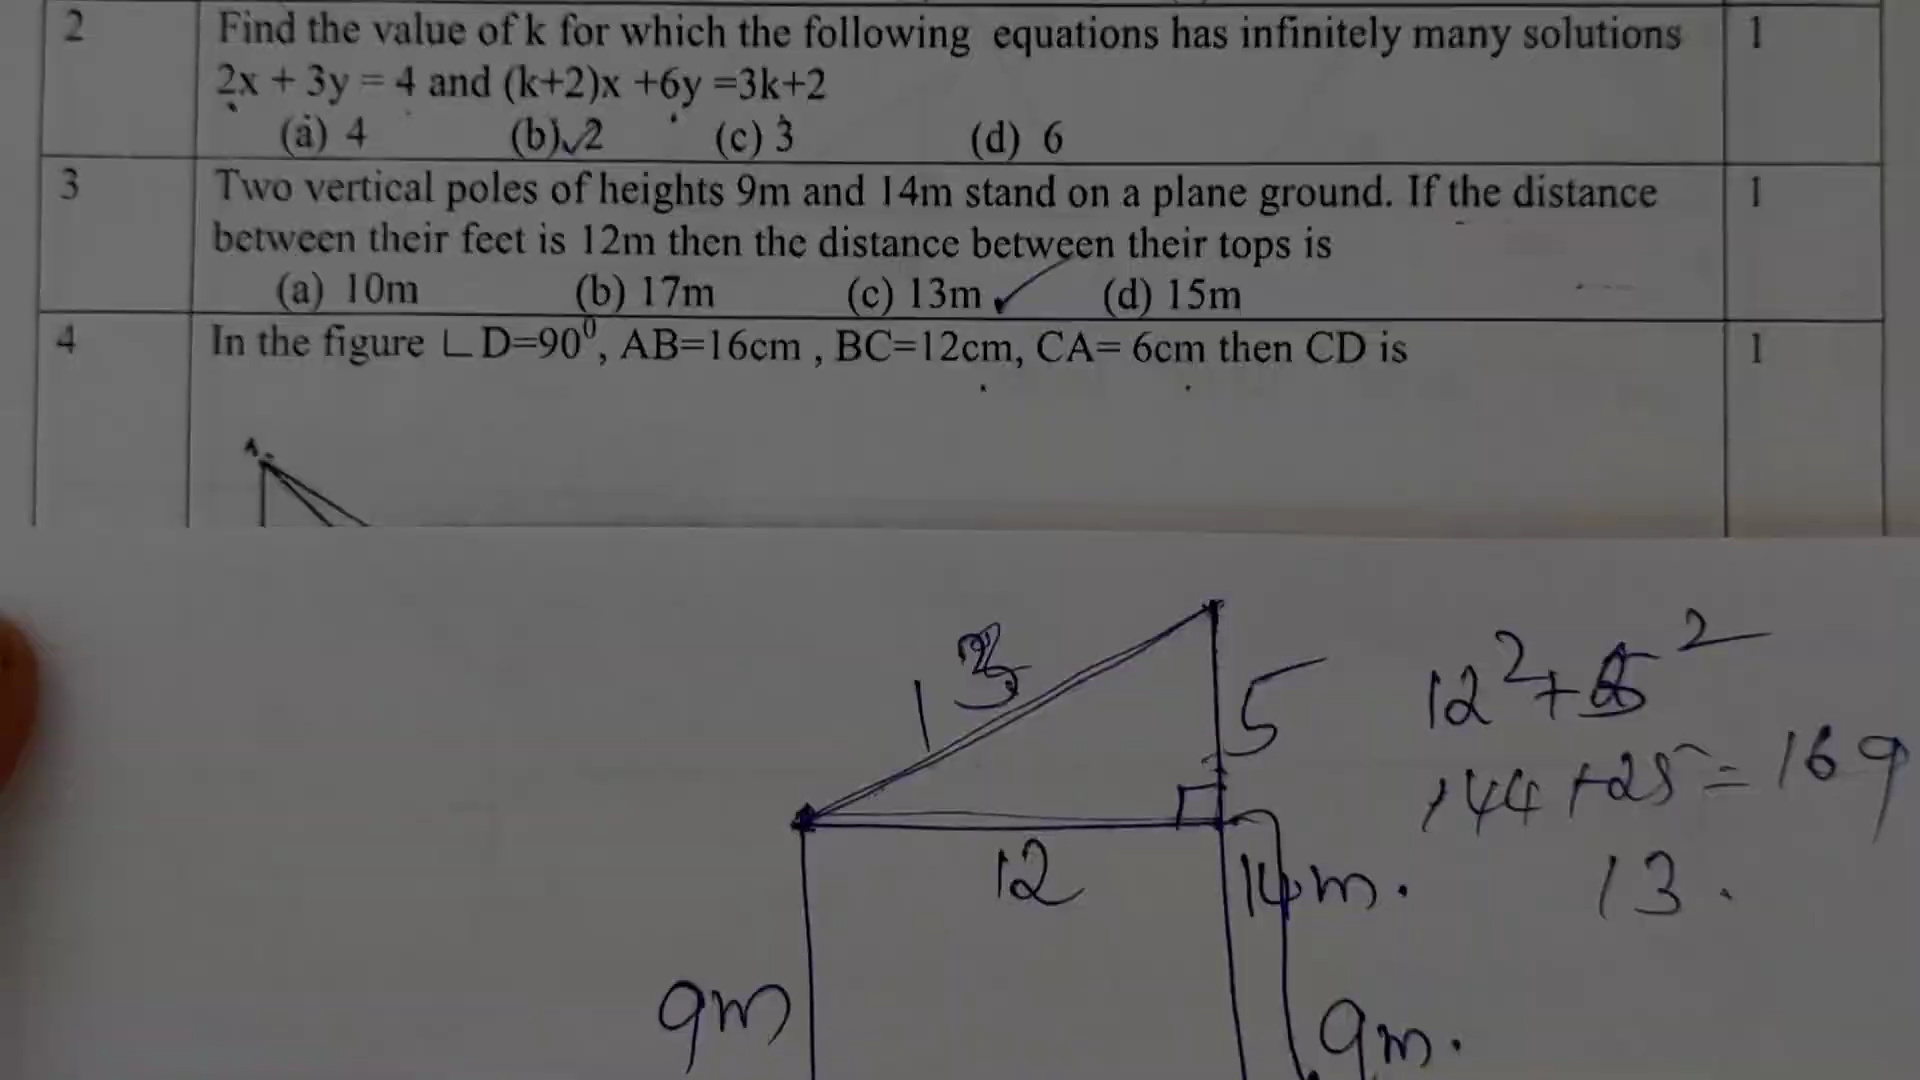 2 Find the value of k for which the following equations has infinitely many solutions 1
2x + 3y = 4 and (k+2)x +6y =3k+2
(a) 4 (b) 2 (c) 3 (d) 6
3 Two vertical poles of heights 9m and 14m stand on a plane ground. If the distance 1
between their feet is 12m then the distance between their tops is
(a) 10m (b) 17m (c) 13m ✓ (d) 15m
4 In the figure ∟D=90⁰, AB=16cm , BC=12cm, CA= 6cm then CD is 1
A
13 5 12² + 5²
144 + 25 = 169
12 14m. 13.
9m 9m.